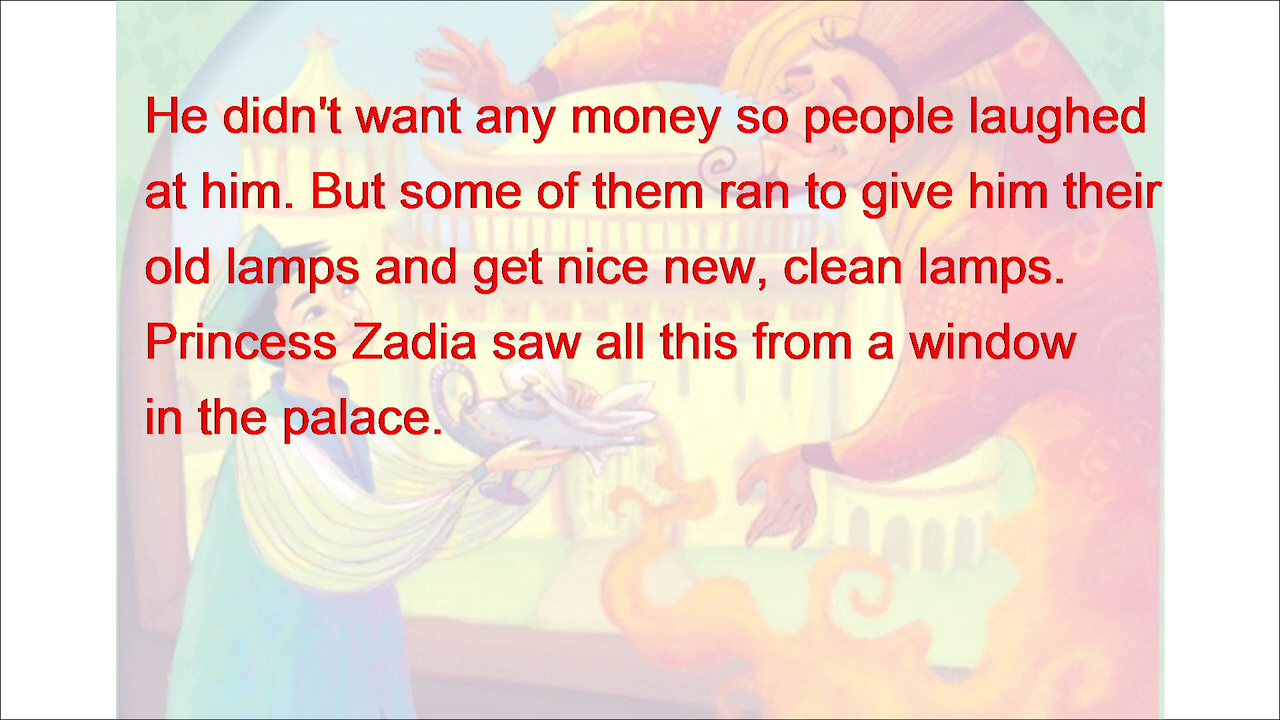 He didn't want any money so people laughed
at him. But some of them ran to give him their
old lamps and get nice new, clean lamps.
Princess Zadia saw all this from a window
in the palace.